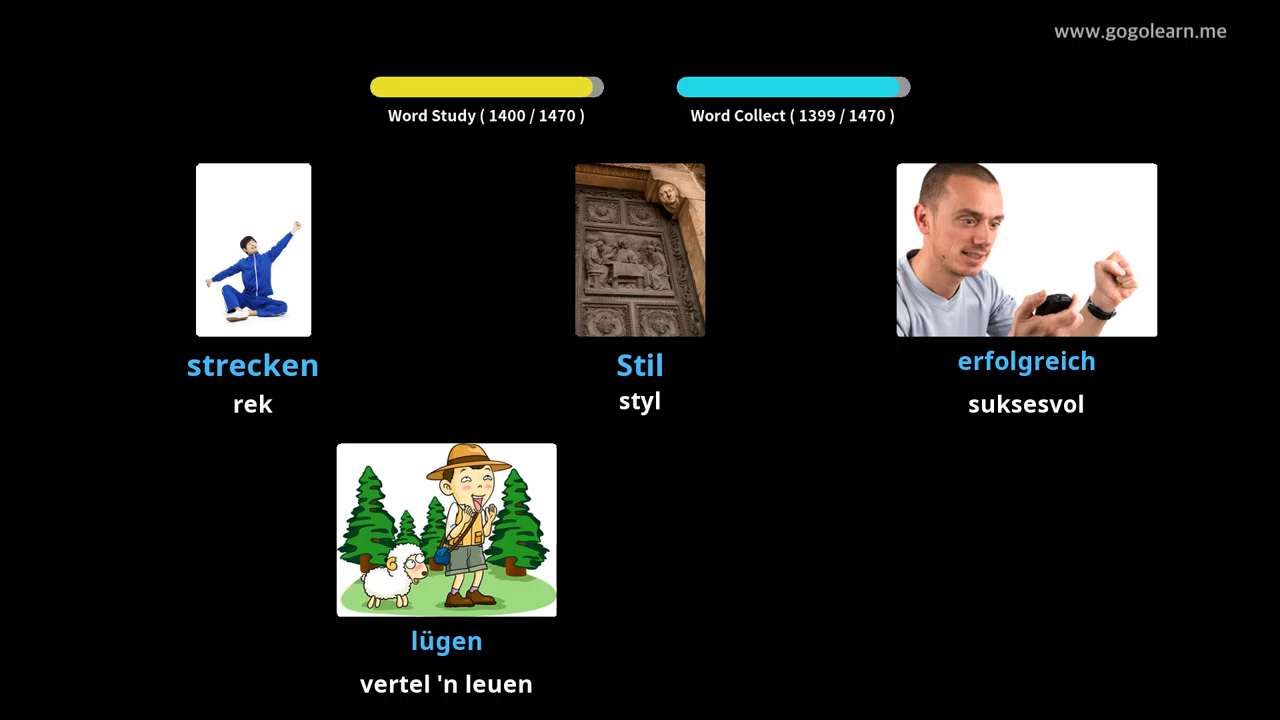 www.gogolearn.me
Word Study ( 1400 / 1470 )
Word Collect ( 1399 / 1470 )
strecken
rek
Stil
styl
erfolgreich
suksesvol
lügen
vertel 'n leuen